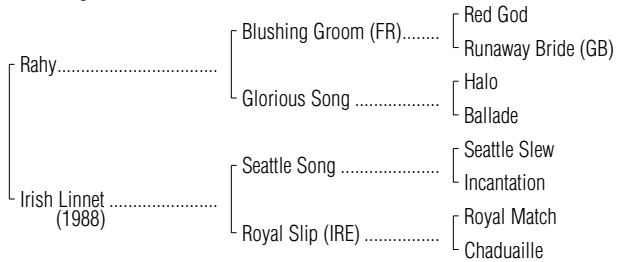 Red God
Blushing Groom (FR)........
Runaway Bride (GB)
Rahy.................................
Halo
Glorious Song .................
Ballade
Seattle Slew
Seattle Song ...................
Incantation
Irish Linnet ......................
(1988)
Royal Match
Royal Slip (IRE) ...............
Chaduaille